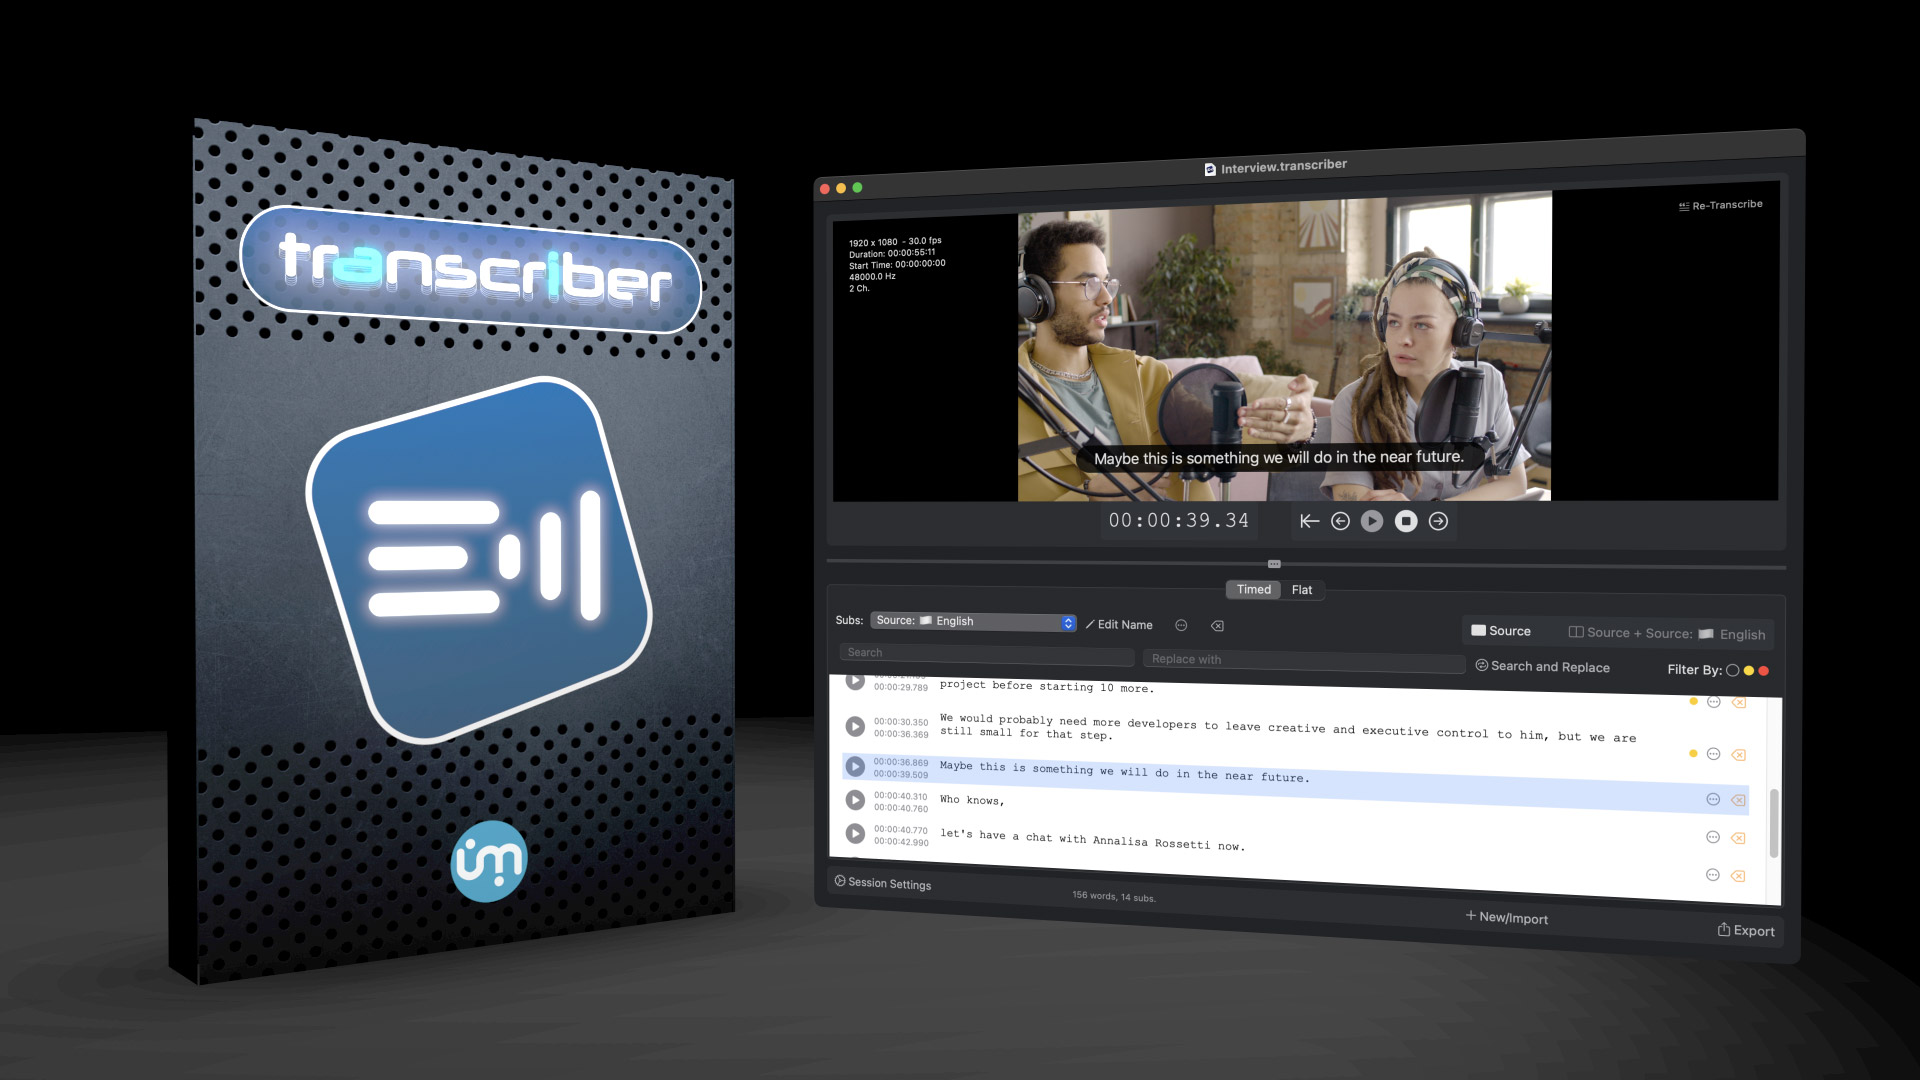 transcriber
im
Interview.transcriber
1920 x 1080 - 30.0 fps
Duration: 00:00:55:11
Start Time: 00:00:00:00
48000.0 Hz
2 Ch.
Re-Transcribe
Maybe this is something we will do in the near future.
00:00:39.34
Timed Flat
Subs: Source: English Edit Name
Source Source + Source: English
Search
Replace with
Search and Replace
Filter By:
00:00:29.789
project before starting 10 more.
00:00:30.350
00:00:36.369
We would probably need more developers to leave creative and executive control to him, but we are
still small for that step.
00:00:36.869
00:00:39.509
Maybe this is something we will do in the near future.
00:00:40.310
00:00:40.760
Who knows,
00:00:40.770
00:00:42.990
let's have a chat with Annalisa Rossetti now.
Session Settings
156 words, 14 subs.
New/Import
Export